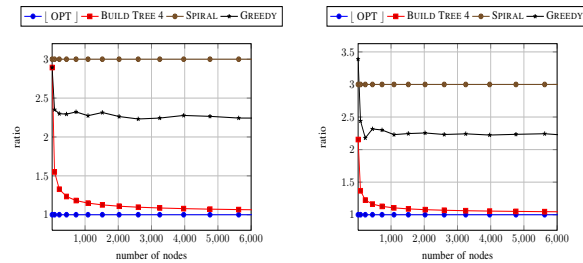 ⌊ OPT ⌋ BUILD TREE 4 SPIRAL GREEDY
3
2.5
2
1.5
1
ratio
1,000 2,000 3,000 4,000 5,000 6,000
number of nodes
⌊ OPT ⌋ BUILD TREE 4 SPIRAL GREEDY
3.5
3
2.5
2
1.5
1
ratio
1,000 2,000 3,000 4,000 5,000 6,000
number of nodes